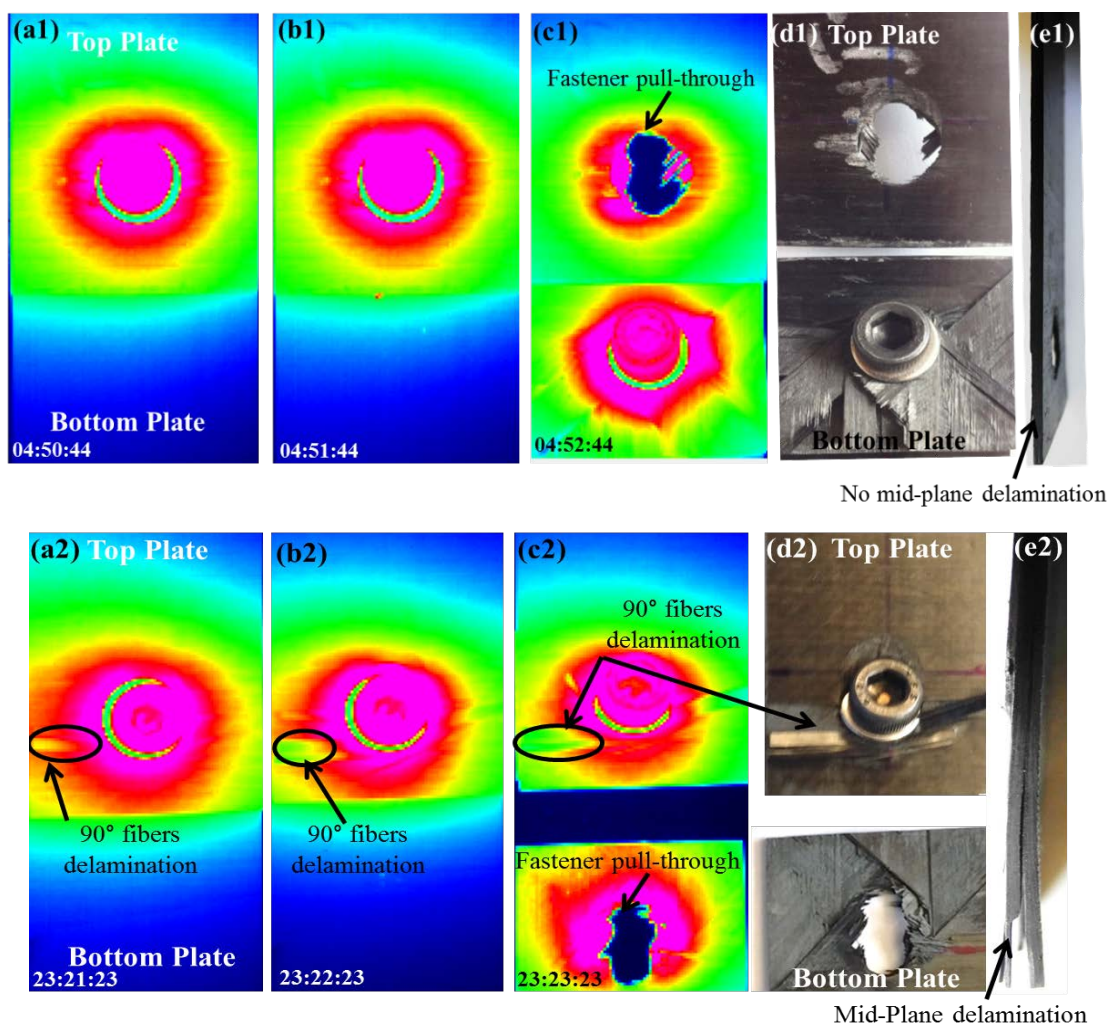 (a1)
Top Plate
Bottom Plate
04:50:44
(b1)
04:51:44
(c1)
Fastener pull-through
04:52:44
(d1)
Top Plate
Bottom Plate
(e1)
No mid-plane delamination
(a2) Top Plate
90° fibers
delamination
Bottom Plate
23:21:23
(b2)
90° fibers
delamination
23:22:23
(c2)
90° fibers
delamination
Fastener pull-through
23:23:23
(d2) Top Plate
Bottom Plate
(e2)
Mid-Plane delamination